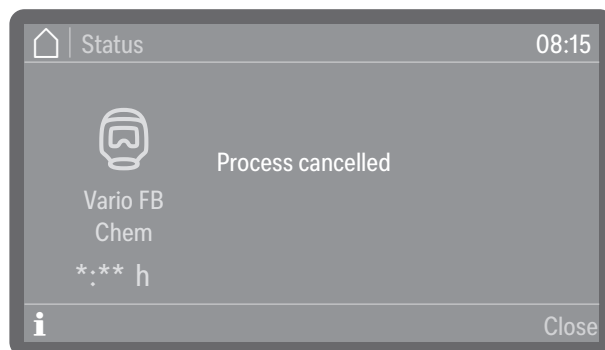 Status
08:15
Process cancelled
Vario FB
Chem
*:** h
i
Close